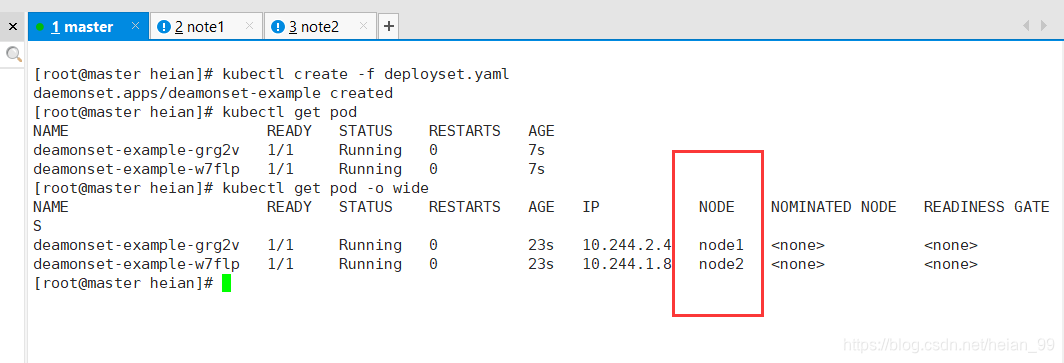 1 master
2 note1
3 note2
[root@master heian]# kubectl create -f deployset.yaml
daemonset.apps/deamonset-example created
[root@master heian]# kubectl get pod
NAME READY STATUS RESTARTS AGE
deamonset-example-grg2v 1/1 Running 0 7s
deamonset-example-w7flp 1/1 Running 0 7s
[root@master heian]# kubectl get pod -o wide
NAME READY STATUS RESTARTS AGE IP NODE NOMINATED NODE READINESS GATE
S
deamonset-example-grg2v 1/1 Running 0 23s 10.244.2.4 node1 <none> <none>
deamonset-example-w7flp 1/1 Running 0 23s 10.244.1.8 node2 <none> <none>
[root@master heian]#
https://blog.csdn.net/heian_99